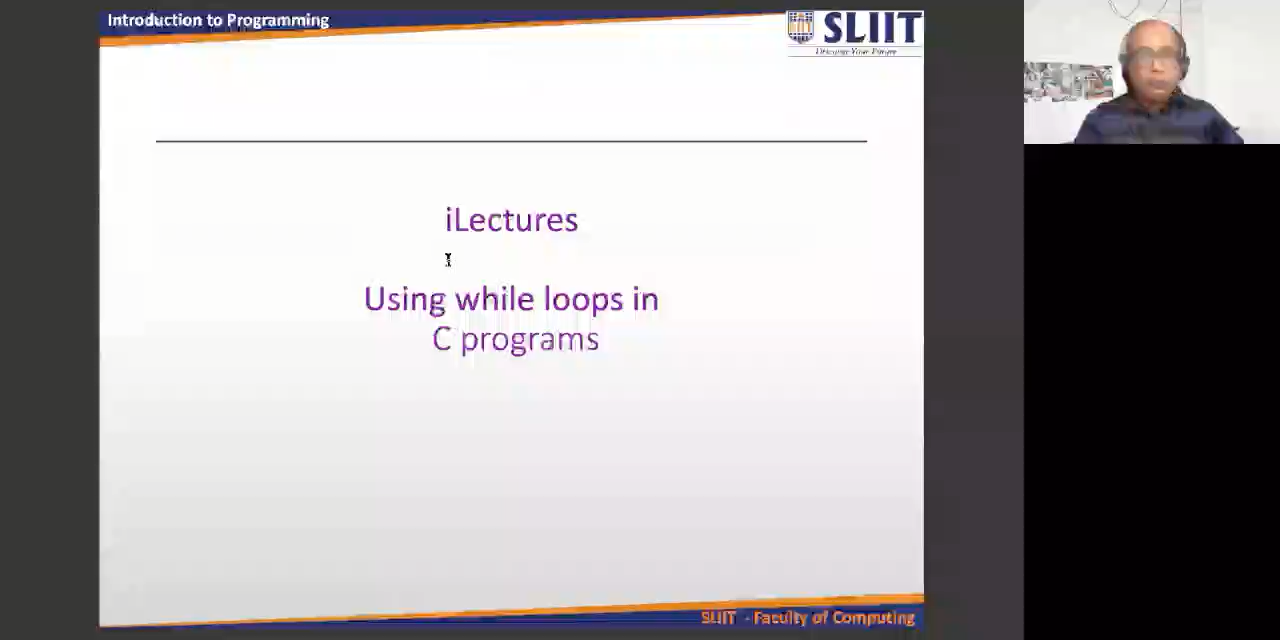 Introduction to Programming
SLIIT
Discover Your Future
iLectures
Using while loops in
C programs
SLIIT - Faculty of Computing